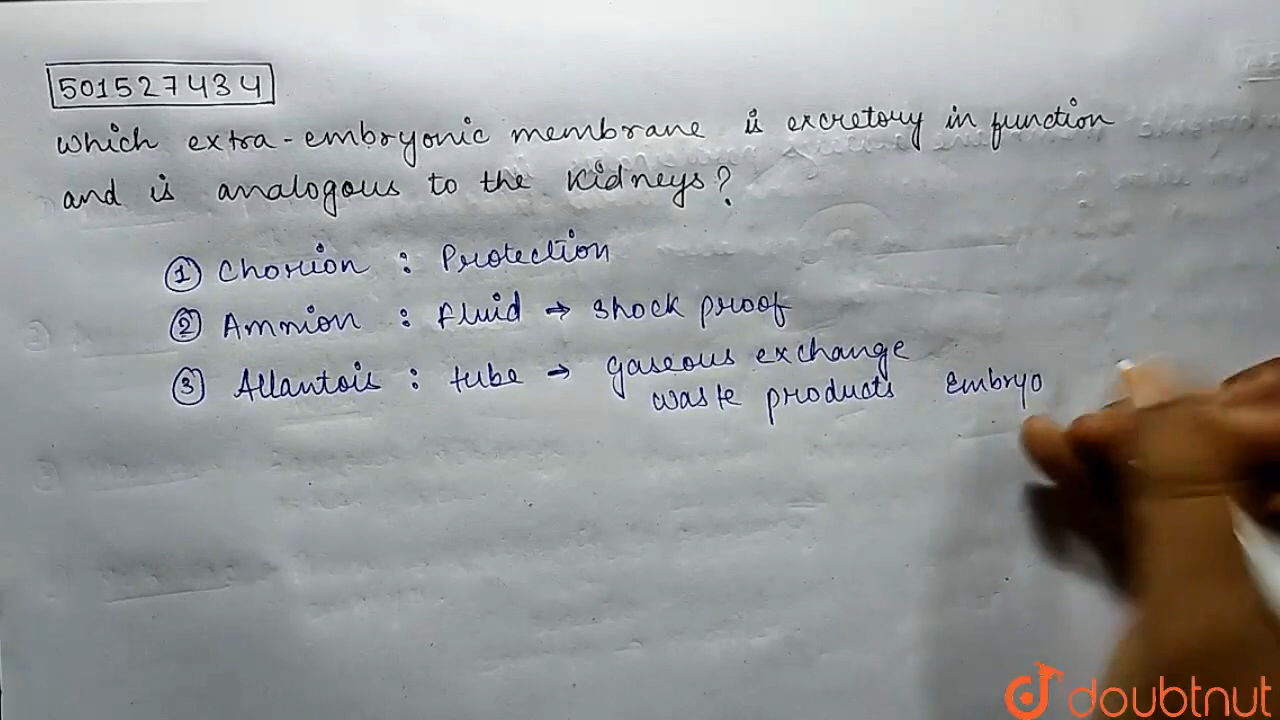 501527434
which extra-embryonic membrane is excretory in function
and is analogous to the kidneys?
① Chorion : Protection
② Amnion : fluid → shock proof
③ Allantois : tube → gaseous exchange
waste products Embryo
doubtnut